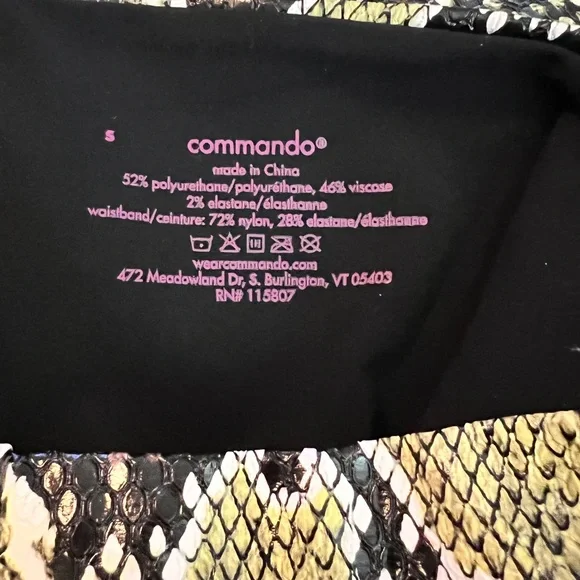 s
commando®
made in China
52% polyurethane/polyuréthane, 46% viscose
2% elastane/élasthanne
waistband/ceinture: 72% nylon, 28% elastane/élasthanne
wearcommando.com
472 Meadowland Dr, S. Burlington, VT 05403
RN# 115807